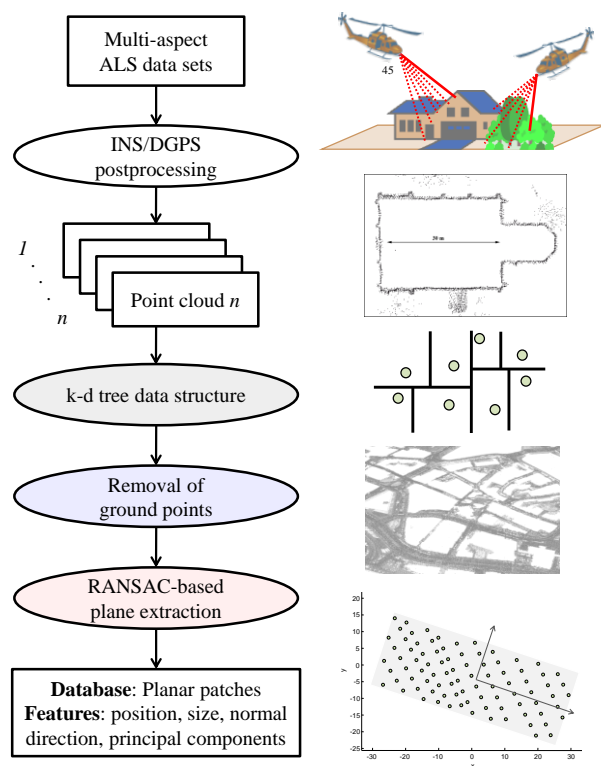 Multi-aspect
ALS data sets
45
INS/DGPS
postprocessing
1
.
.
.
n
Point cloud n
20 m
k-d tree data structure
Removal of
ground points
RANSAC-based
plane extraction
Database: Planar patches
Features: position, size, normal
direction, principal components
y
20
15
10
5
0
-5
-10
-15
-20
-25
-30
-20
-10
0
10
20
30
x